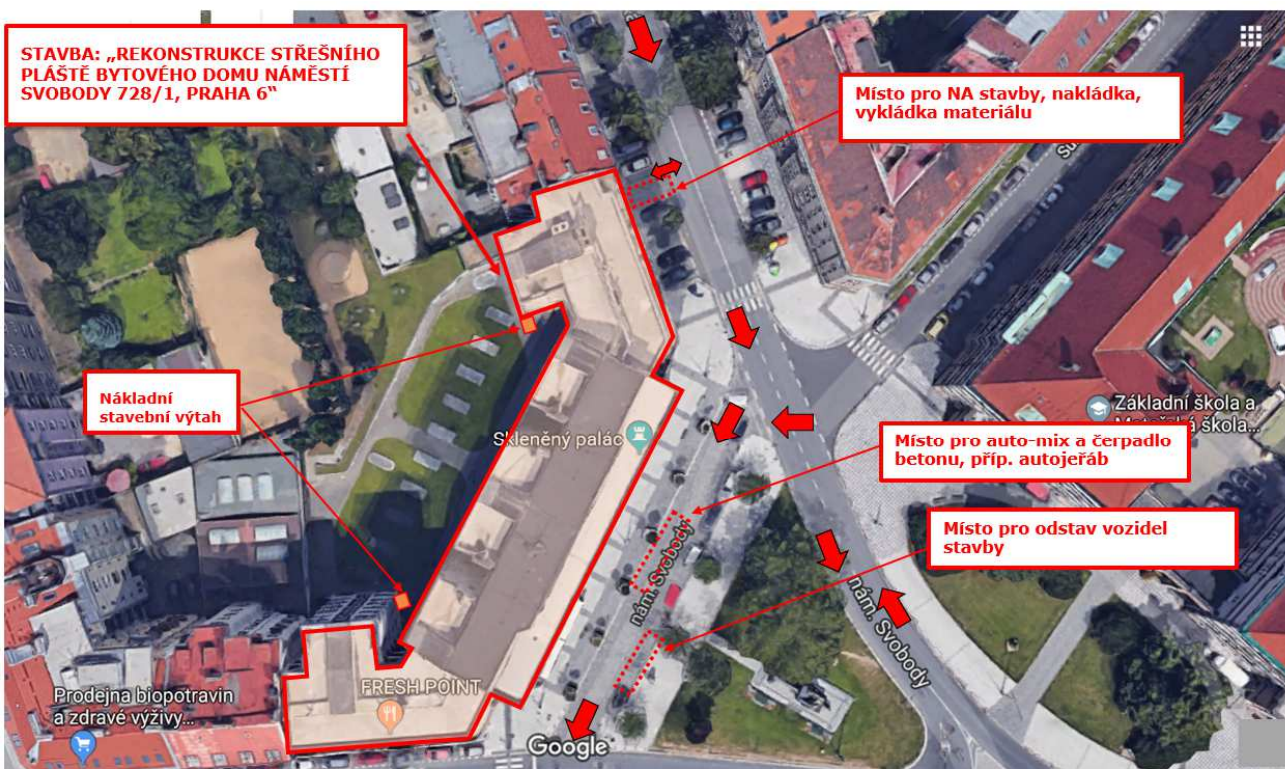 STAVBA: „REKONSTRUKCE STŘEŠNÍHO
PLÁŠTĚ BYTOVÉHO DOMU NÁMĚSTÍ
SVOBODY 728/1, PRAHA 6“
Místo pro NA stavby, nakládka,
vykládka materiálu
Nákladní
stavební výtah
Skleněný palác
Základní škola a
Mateřská škola...
Místo pro auto-mix a čerpadlo
betonu, příp. autojeřáb
Místo pro odstav vozidel
stavby
nám. Svobody
nám. Svobody
Prodejna biopotravin
a zdravé výživy...
FRESH POINT
Google